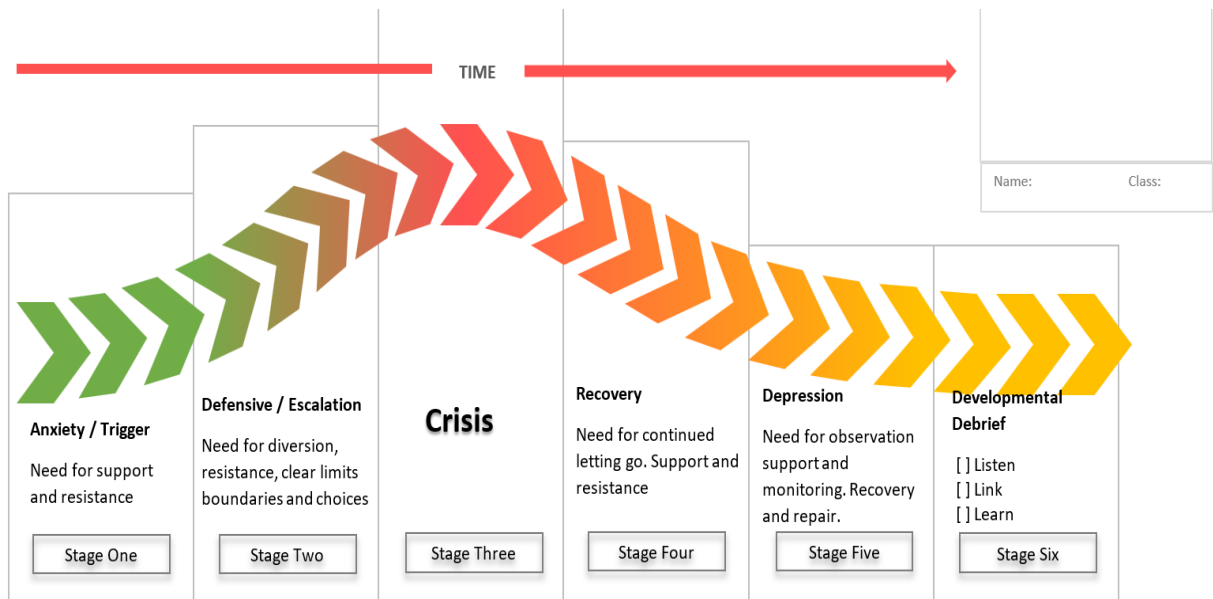 TIME
Name: Class:
Anxiety / Trigger
Need for support
and resistance
Stage One
Defensive / Escalation
Need for diversion,
resistance, clear limits
boundaries and choices
Stage Two
Crisis
Stage Three
Recovery
Need for continued
letting go. Support and
resistance
Stage Four
Depression
Need for observation
support and
monitoring. Recovery
and repair.
Stage Five
Developmental
Debrief
[ ] Listen
[ ] Link
[ ] Learn
Stage Six